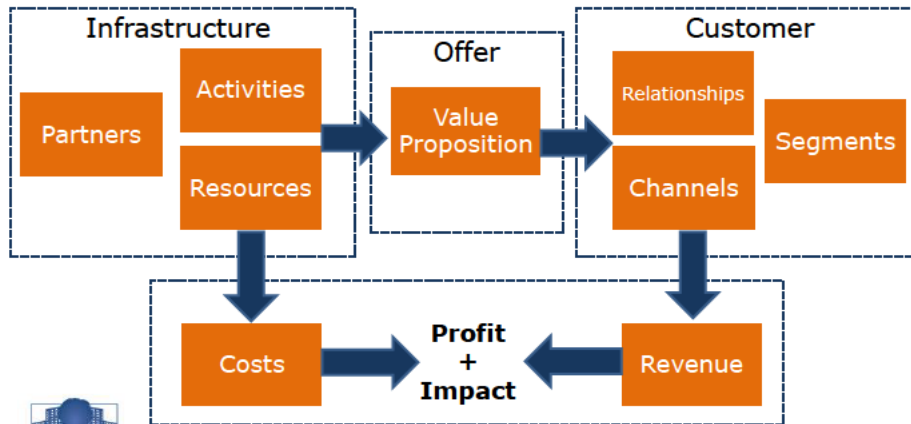 Infrastructure
Partners
Activities
Resources
Offer
Value
Proposition
Customer
Relationships
Channels
Segments
Costs
Profit
+
Impact
Revenue